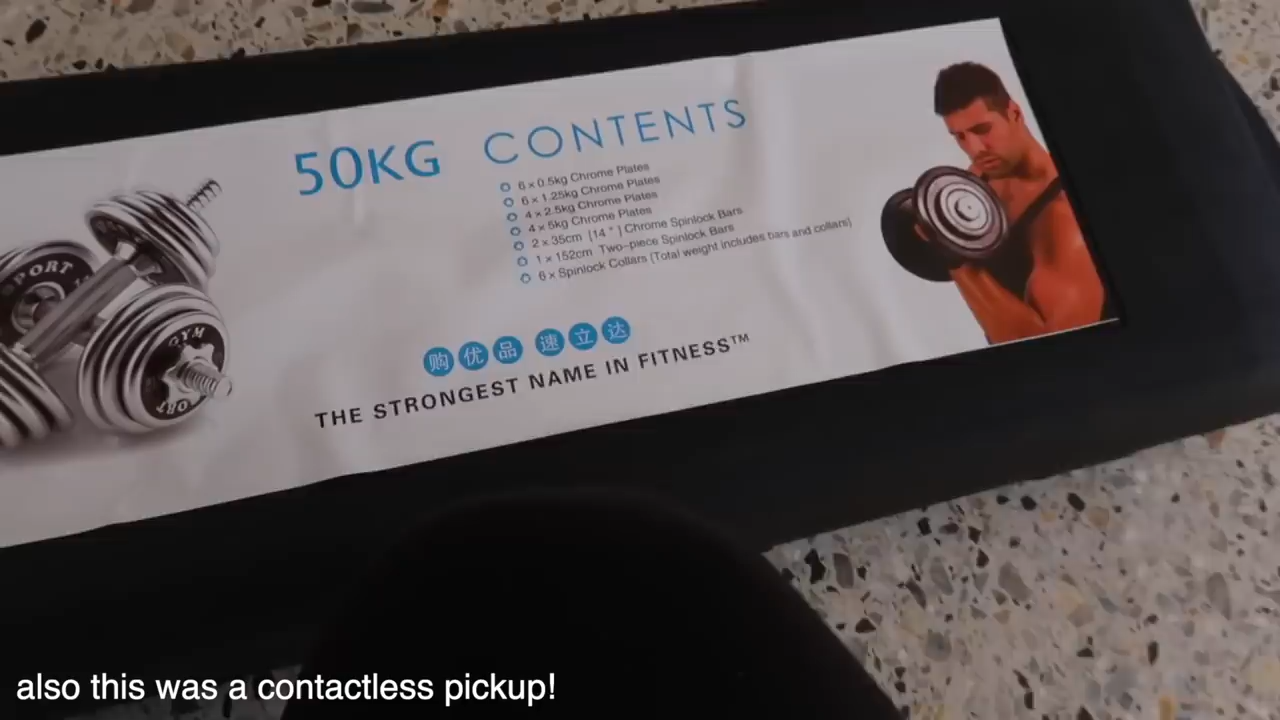 50KG CONTENTS
6 x 0.5kg Chrome Plates
6 x 1.25kg Chrome Plates
4 x 2.5kg Chrome Plates
4 x 5kg Chrome Plates
2 x 35cm [14 "] Chrome Spinlock Bars
1 x 152cm Two-piece Spinlock Bars
6 x Spinlock Collars (Total weight includes bars and collars)
SPORT
GYM
购优品 速立达
THE STRONGEST NAME IN FITNESS™
also this was a contactless pickup!